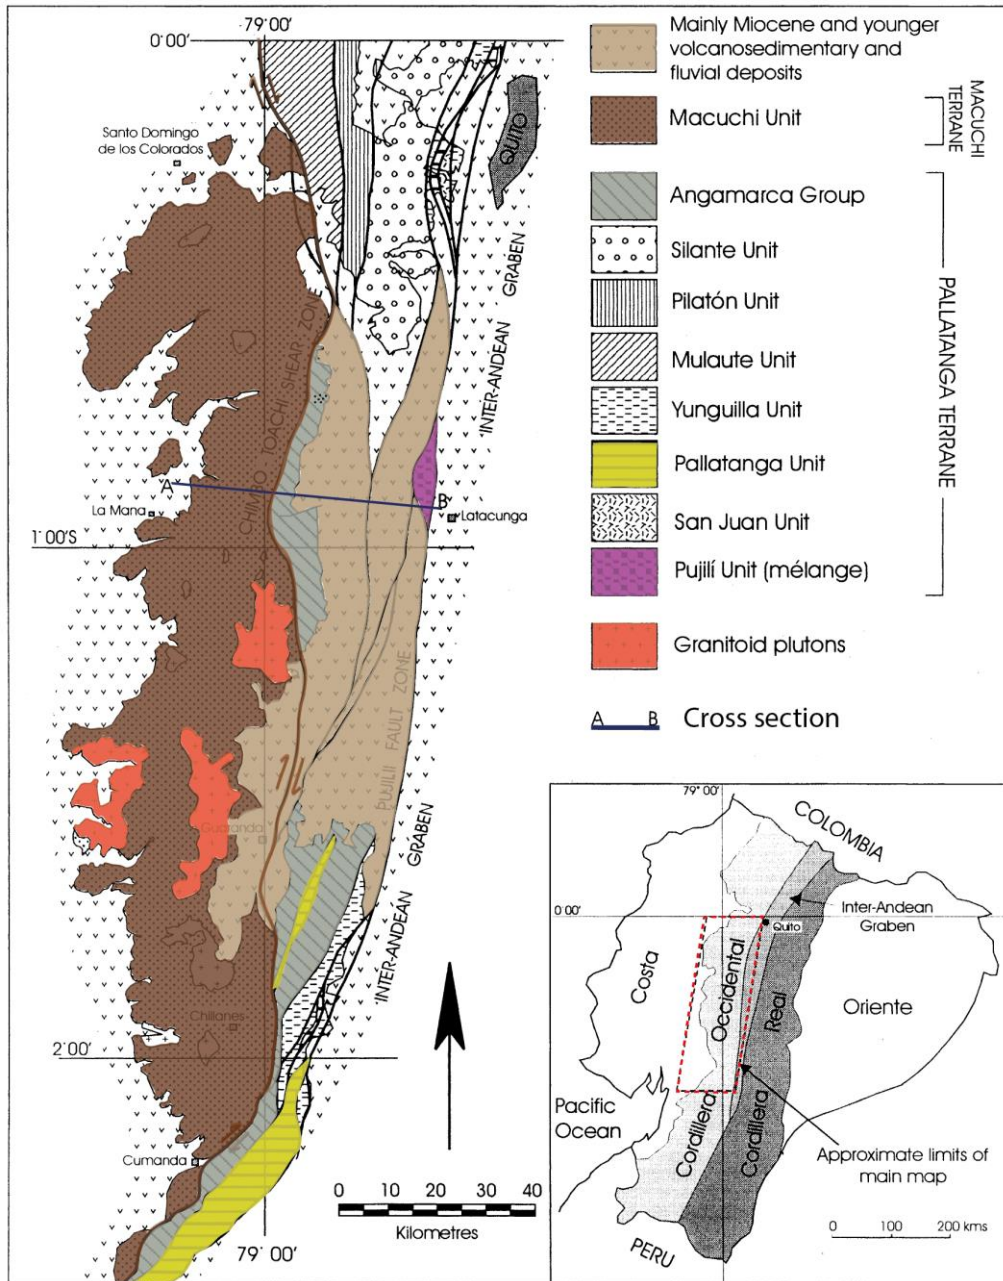 79°00'
0°00'
Santo Domingo
de los Colorados
QUITO
INTER-ANDEAN GRABEN
CHIMBO TOACHI SHEAR ZONE
A
B
La Mana
Latacunga
1°00'S
PUJILII FAULT ZONE
Guaranda
INTER-ANDEAN GRABEN
Chillanes
2°00'
Cumanda
79°00'
0 10 20 30 40
Kilometres
Mainly Miocene and younger
volcanosedimentary and
fluvial deposits
Macuchi Unit
MACUCHI
TERRANE
Angamarca Group
Silante Unit
Pilatón Unit
Mulaute Unit
Yunguilla Unit
Pallatanga Unit
San Juan Unit
Pujilí Unit (mélange)
PALLATANGA TERRANE
Granitoid plutons
A B Cross section
79°00'
COLOMBIA
0°00'
Quito
Inter-Andean
Graben
Costa
Occidental
Real
Oriente
Pacific
Ocean
Cordillera
Cordillera
Approximate limits of
main map
0 100 200 kms
PERU